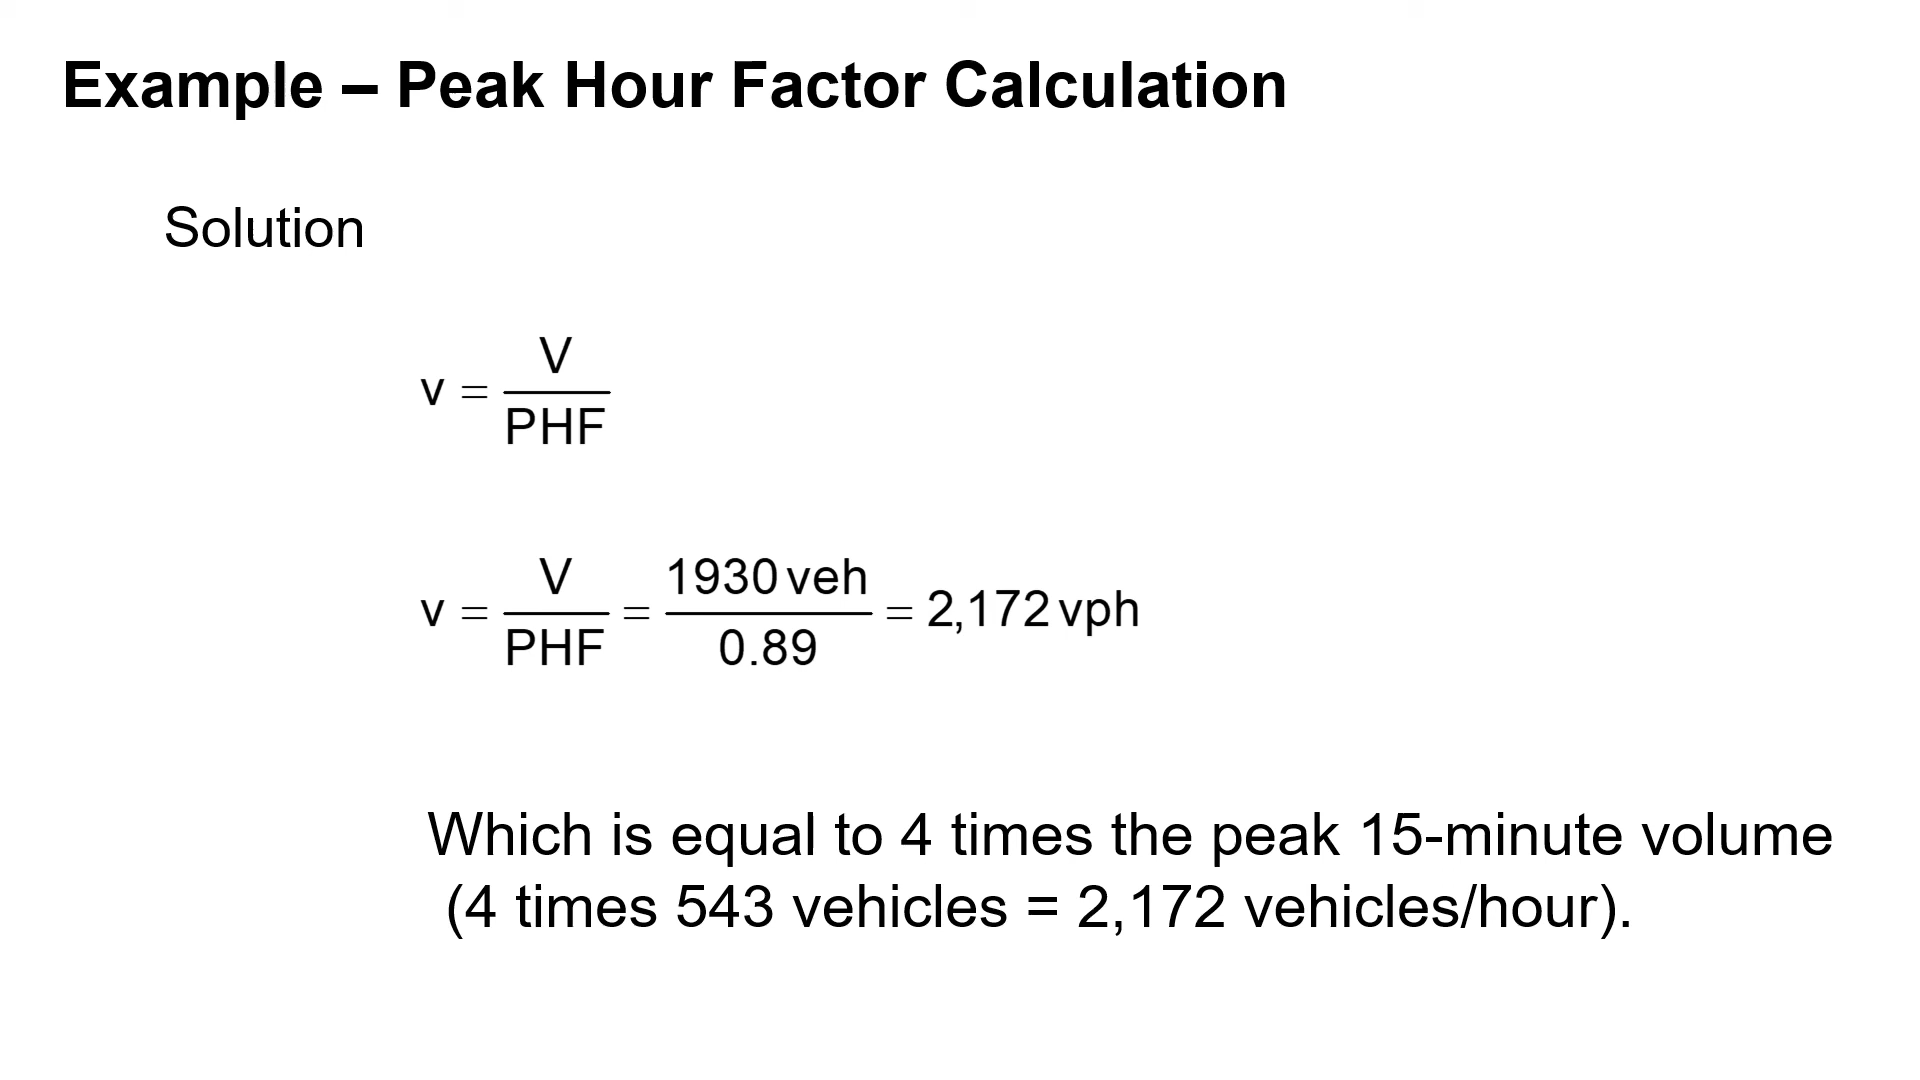 Example – Peak Hour Factor Calculation
Solution
v = V / PHF
v = V / PHF = 1930 veh / 0.89 = 2,172 vph
Which is equal to 4 times the peak 15-minute volume
(4 times 543 vehicles = 2,172 vehicles/hour).